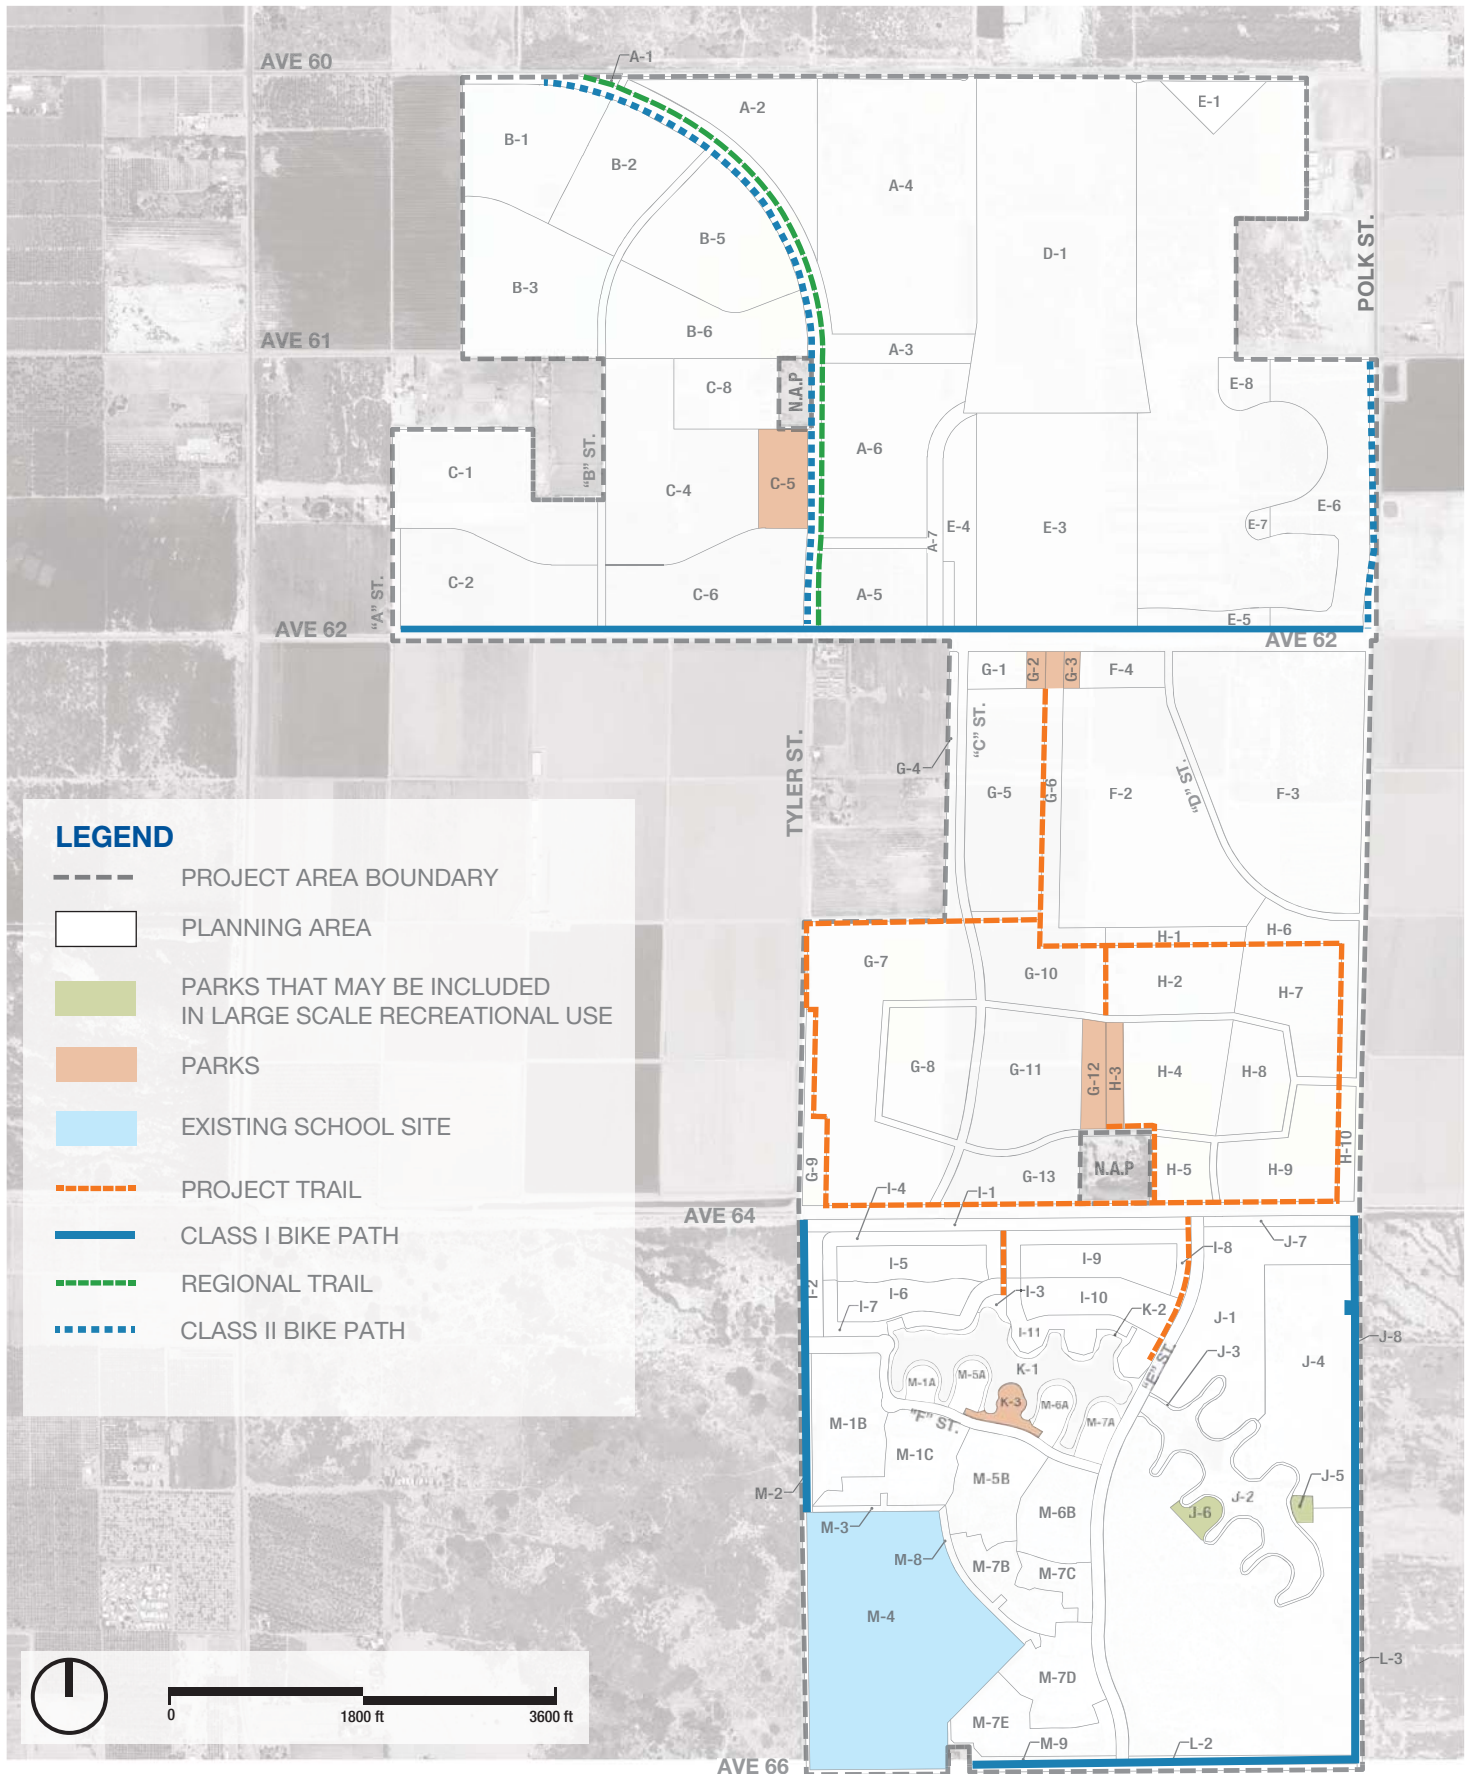 AVE 60
A-1
A-2
E-1
B-1
B-2
A-4
B-5
D-1
POLK ST.
B-3
B-6
AVE 61
A-3
C-8
N.A.P
E-8
A-6
C-1
"B" ST.
C-4
C-5
E-6
A-7
E-4
E-3
E-7
C-2
"A" ST.
C-6
A-5
E-5
AVE 62
AVE 62
G-1
G-2
G-3
F-4
"C" ST.
TYLER ST.
G-4
G-5
G-6
F-2
"D" ST.
F-3
LEGEND
PROJECT AREA BOUNDARY
PLANNING AREA
PARKS THAT MAY BE INCLUDED
IN LARGE SCALE RECREATIONAL USE
PARKS
EXISTING SCHOOL SITE
PROJECT TRAIL
CLASS I BIKE PATH
REGIONAL TRAIL
CLASS II BIKE PATH
H-1
H-6
G-7
G-10
H-2
H-7
G-8
G-11
G-12
H-3
H-4
H-8
G-9
G-13
N.A.P
H-5
H-9
H-10
I-4
I-1
AVE 64
J-7
I-8
I-5
I-9
I-2
I-6
I-3
I-10
I-7
K-2
J-1
I-11
J-8
J-3
K-1
"E" ST.
J-4
M-1A
M-5A
K-3
M-6A
M-7A
M-1B
"F" ST.
M-1C
M-5B
J-5
M-2
J-2
M-6B
J-6
M-3
M-8
M-7B
M-7C
M-4
L-3
M-7D
0
1800 ft
3600 ft
M-7E
M-9
L-2
AVE 66